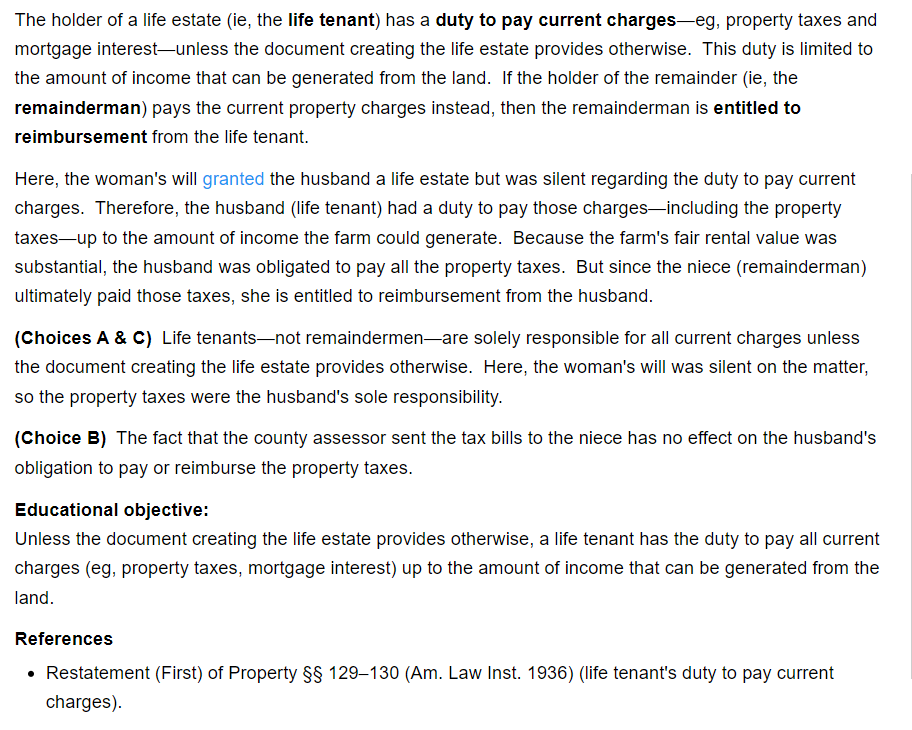 The holder of a life estate (ie, the life tenant) has a duty to pay current charges—eg, property taxes and
mortgage interest—unless the document creating the life estate provides otherwise.  This duty is limited to
the amount of income that can be generated from the land.  If the holder of the remainder (ie, the
remainderman) pays the current property charges instead, then the remainderman is entitled to
reimbursement from the life tenant.
Here, the woman's will granted the husband a life estate but was silent regarding the duty to pay current
charges.  Therefore, the husband (life tenant) had a duty to pay those charges—including the property
taxes—up to the amount of income the farm could generate.  Because the farm's fair rental value was
substantial, the husband was obligated to pay all the property taxes.  But since the niece (remainderman)
ultimately paid those taxes, she is entitled to reimbursement from the husband.
(Choices A & C)  Life tenants—not remaindermen—are solely responsible for all current charges unless
the document creating the life estate provides otherwise.  Here, the woman's will was silent on the matter,
so the property taxes were the husband's sole responsibility.
(Choice B)  The fact that the county assessor sent the tax bills to the niece has no effect on the husband's
obligation to pay or reimburse the property taxes.
Educational objective:
Unless the document creating the life estate provides otherwise, a life tenant has the duty to pay all current
charges (eg, property taxes, mortgage interest) up to the amount of income that can be generated from the
land.
References
• Restatement (First) of Property §§ 129–130 (Am. Law Inst. 1936) (life tenant's duty to pay current
charges).